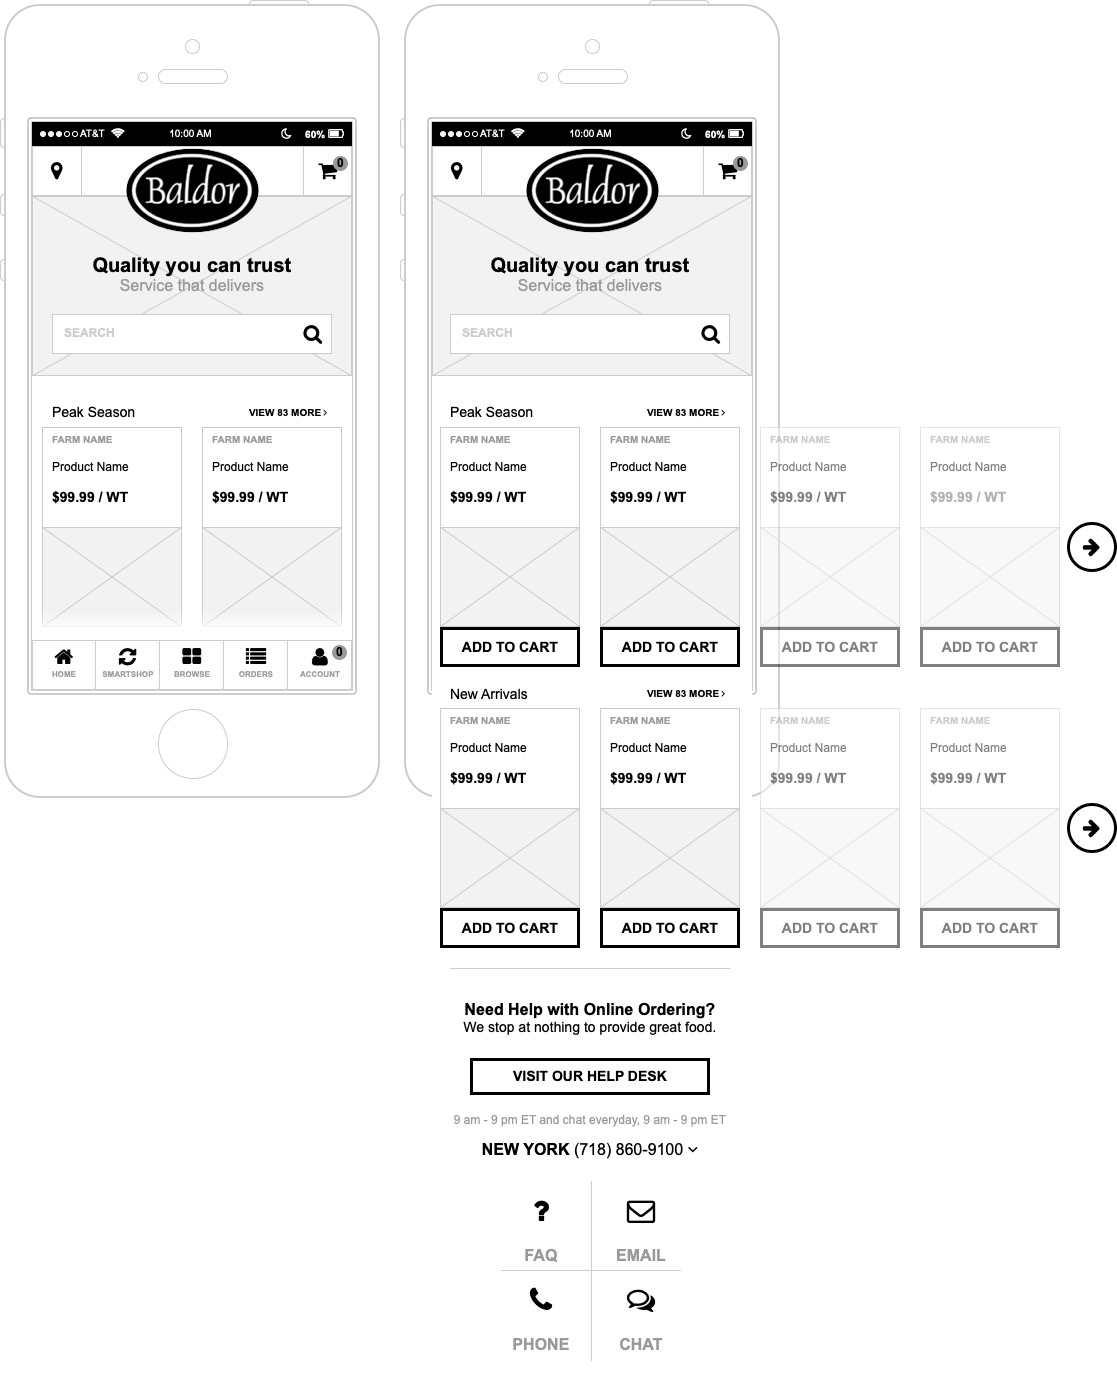 AT&T 10:00 AM 60%
Baldor
0
Quality you can trust
Service that delivers
SEARCH
Peak Season VIEW 83 MORE ›
FARM NAME FARM NAME
Product Name Product Name
$99.99 / WT $99.99 / WT
0
HOME SMARTSHOP BROWSE ORDERS ACCOUNT
AT&T 10:00 AM 60%
Baldor
0
Quality you can trust
Service that delivers
SEARCH
Peak Season VIEW 83 MORE ›
FARM NAME FARM NAME FARM NAME FARM NAME
Product Name Product Name Product Name Product Name
$99.99 / WT $99.99 / WT $99.99 / WT $99.99 / WT
ADD TO CART ADD TO CART ADD TO CART ADD TO CART
New Arrivals VIEW 83 MORE ›
FARM NAME FARM NAME FARM NAME FARM NAME
Product Name Product Name Product Name Product Name
$99.99 / WT $99.99 / WT $99.99 / WT $99.99 / WT
ADD TO CART ADD TO CART ADD TO CART ADD TO CART
Need Help with Online Ordering?
We stop at nothing to provide great food.
VISIT OUR HELP DESK
9 am - 9 pm ET and chat everyday, 9 am - 9 pm ET
NEW YORK (718) 860-9100
?
FAQ EMAIL
PHONE CHAT